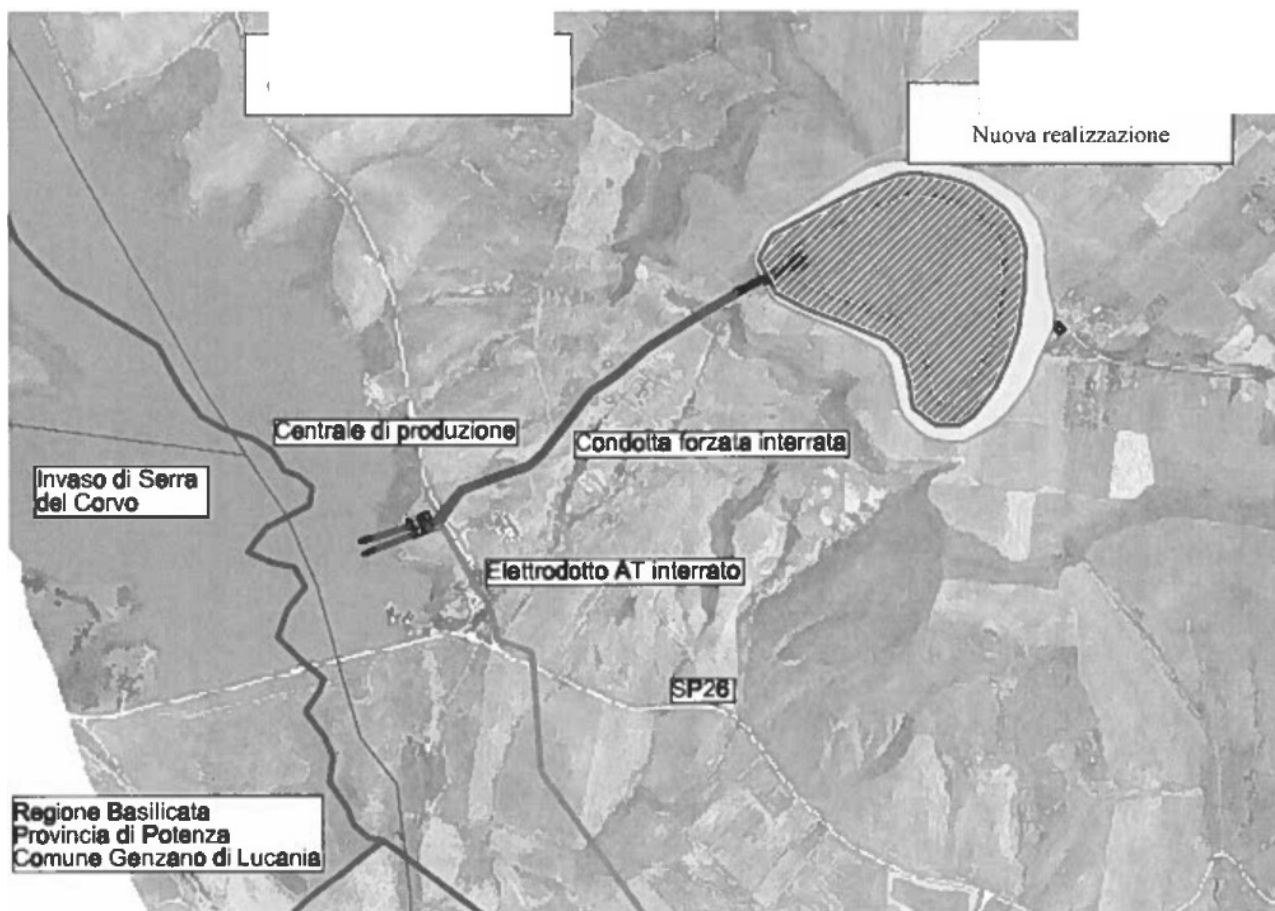 Nuova realizzazione
Centrale di produzione
Condotta forzata interrata
Invaso di Serra
del Corvo
Elettrodotto AT interrato
SP26
Regione Basilicata
Provincia di Potenza
Comune Genzano di Lucania